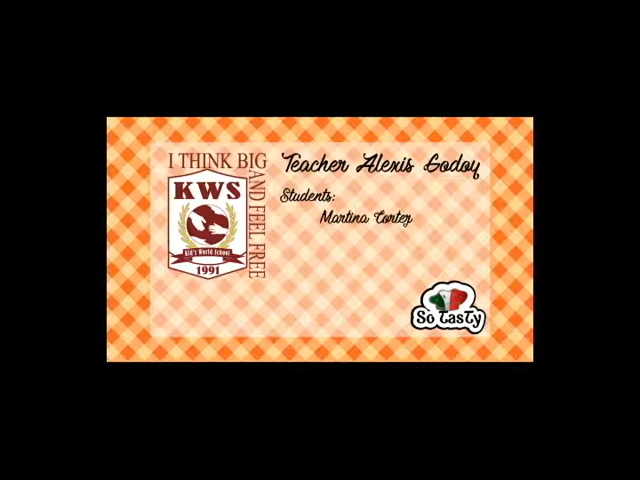 I THINK BIG
AND FEEL FREE
KWS
Kid's World School
1991
Teacher Alexis Godoy
Students:
Martina Cortez
So Tasty